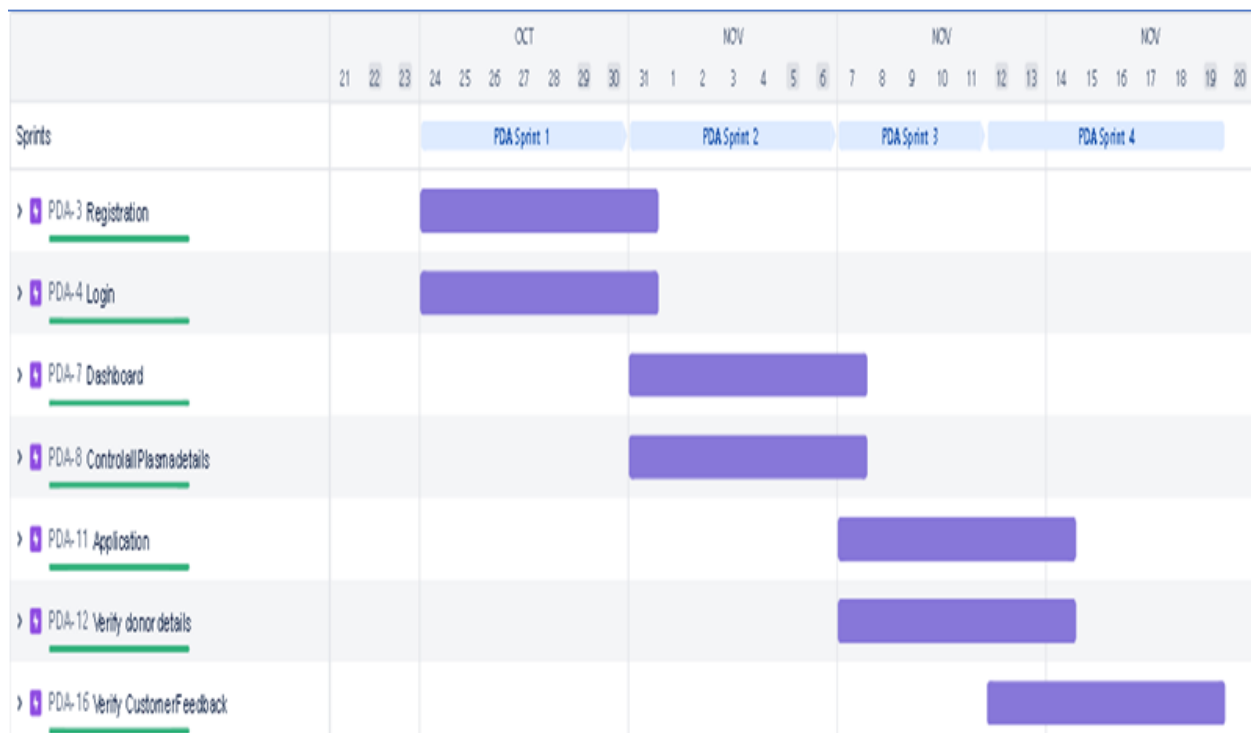 OCT NOV NOV NOV
21 22 23 24 25 26 27 28 29 30 31 1 2 3 4 5 6 7 8 9 10 11 12 13 14 15 16 17 18 19 20
Sprints PDA Sprint 1 PDA Sprint 2 PDA Sprint 3 PDA Sprint 4
PDA-3 Registration
PDA-4 Login
PDA-7 Dashboard
PDA-8 ControlallPlasmadetails
PDA-11 Application
PDA-12 Verify donor details
PDA-16 Verify CustomerFeedback